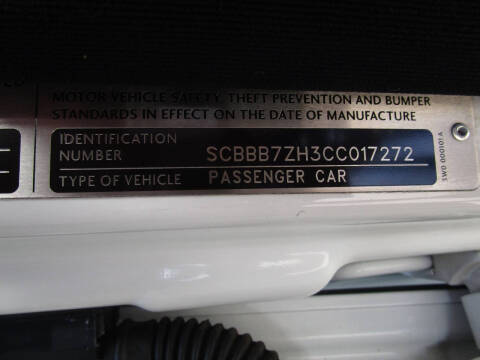 MOTOR VEHICLE SAFETY, THEFT PREVENTION AND BUMPER
STANDARDS IN EFFECT ON THE DATE OF MANUFACTURE
IDENTIFICATION
NUMBER SCBBB7ZH3CC017272
TYPE OF VEHICLE PASSENGER CAR